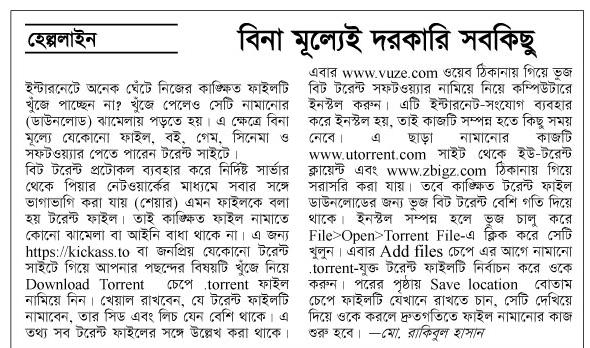 হেল্পলাইন
বিনা মূল্যেই দরকারি সবকিছু
ইন্টারনেটে অনেক ঘেঁটে নিজের কাঙ্ক্ষিত ফাইলটি
খুঁজে পাচ্ছেন না? খুঁজে পেলেও সেটি নামানোর
(ডাউনলোড) ঝামেলায় পড়তে হয়। এ ক্ষেত্রে বিনা
মূল্যে যেকোনো ফাইল, বই, গেম, সিনেমা ও
সফটওয়্যার পেতে পারেন টরেন্ট সাইটে।
বিট টরেন্ট প্রটোকল ব্যবহার করে নির্দিষ্ট সার্ভার
থেকে পিয়ার নেটওয়ার্কের মাধ্যমে সবার সঙ্গে
ভাগাভাগি করা যায় (শেয়ার) এমন ফাইলকে বলা
হয় টরেন্ট ফাইল। তাই কাঙ্ক্ষিত ফাইল নামাতে
কোনো ঝামেলা বা আইনি বাধা থাকে না। এ জন্য
https://kickass.to বা জনপ্রিয় যেকোনো টরেন্ট
সাইটে গিয়ে আপনার পছন্দের বিষয়টি খুঁজে নিয়ে
Download Torrent চেপে .torrent ফাইল
নামিয়ে নিন। খেয়াল রাখবেন, যে টরেন্ট ফাইলটি
নামাবেন, তার সিড এবং লিচ যেন বেশি থাকে। এ
তথ্য সব টরেন্ট ফাইলের সঙ্গে উল্লেখ করা থাকে।
এবার www.vuze.com ওয়েব ঠিকানায় গিয়ে ভুজ
বিট টরেন্ট সফটওয়্যার নামিয়ে নিয়ে কম্পিউটারে
ইনস্টল করুন। এটি ইন্টারনেট-সংযোগ ব্যবহার
করে ইনস্টল হয়, তাই কাজটি সম্পন্ন হতে কিছু সময়
নেবে। এ ছাড়া নামানোর কাজটি
www.utorrent.com সাইট থেকে ইউ-টরেন্ট
ক্লায়েন্ট এবং www.zbigz.com ঠিকানায় গিয়ে
সরাসরি করা যায়। তবে কাঙ্ক্ষিত টরেন্ট ফাইল
ডাউনলোডের জন্য ভুজ বিট টরেন্ট বেশি গতি দিয়ে
থাকে। ইনস্টল সম্পন্ন হলে ভুজ চালু করে
File>Open>Torrent File-এ ক্লিক করে সেটি
খুলুন। এবার Add files চেপে এর আগে নামানো
.torrent-যুক্ত টরেন্ট ফাইলটি নির্বাচন করে ওকে
করুন। পরের পৃষ্ঠায় Save location বোতাম
চেপে ফাইলটি যেখানে রাখতে চান, সেটি দেখিয়ে
দিয়ে ওকে করলে দ্রুতগতিতে ফাইল নামানোর কাজ
শুরু হবে। —মো. রাকিবুল হাসান